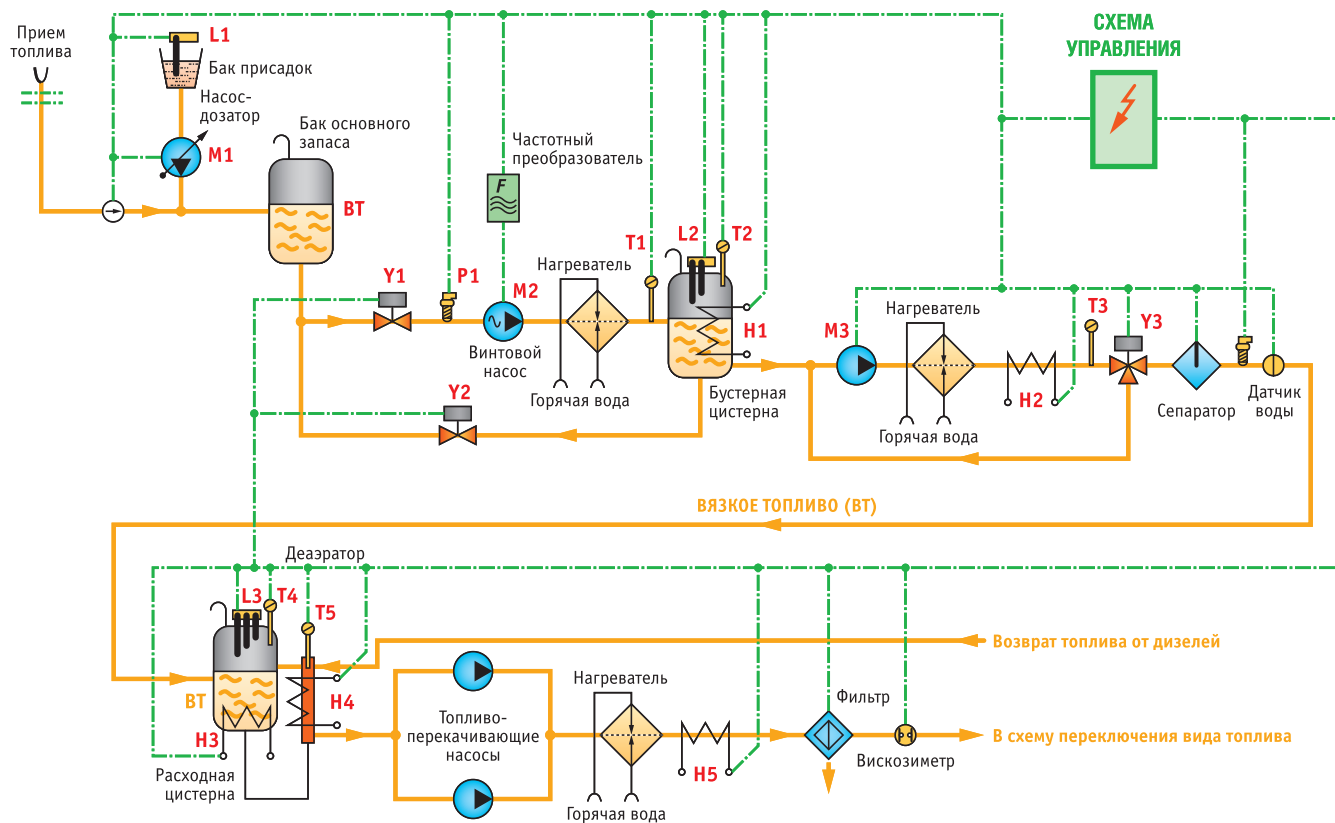 Прием
топлива
L1
Бак присадок
Насос-
дозатор
M1
Бак основного
запаса
ВТ
Частотный
преобразователь
F
СХЕМА
УПРАВЛЕНИЯ
Y1
P1
M2
Винтовой
насос
Нагреватель
Горячая вода
T1
L2
T2
H1
Бустерная
цистерна
Y2
M3
Нагреватель
Горячая вода
H2
T3
Y3
Сепаратор
Датчик
воды
ВЯЗКОЕ ТОПЛИВО (ВТ)
Деаэратор
L3
T4
T5
ВТ
H3
H4
Расходная
цистерна
Возврат топлива от дизелей
Топливо-
перекачивающие
насосы
Нагреватель
Горячая вода
H5
Фильтр
Вискозиметр
В схему переключения вида топлива